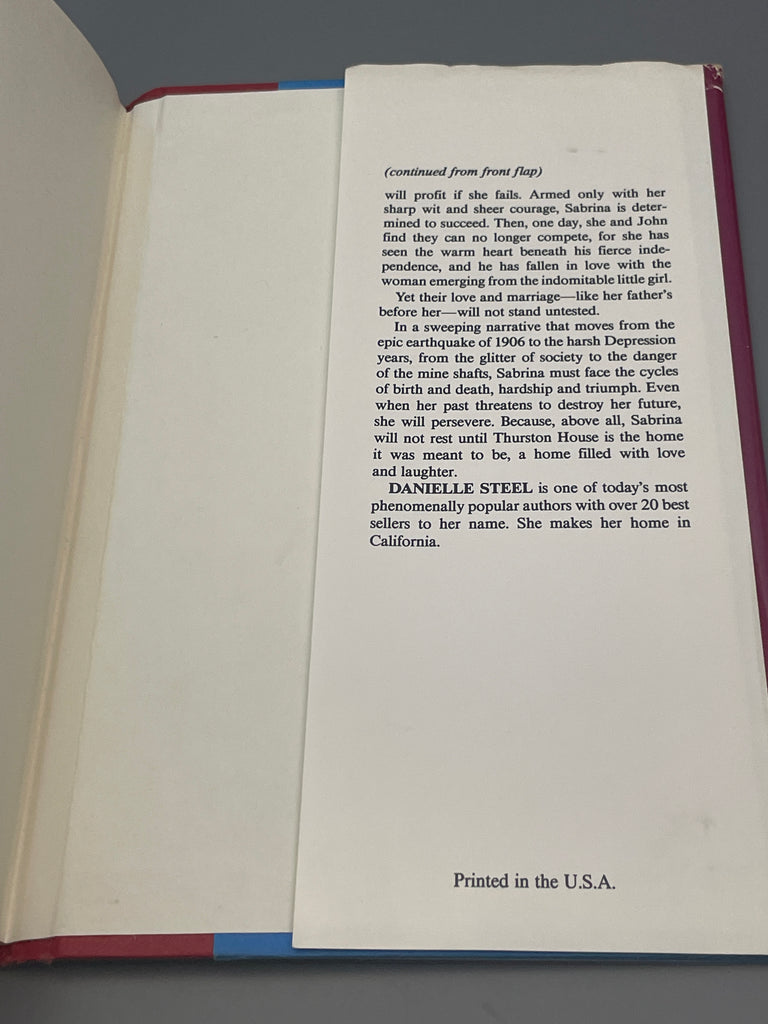 (continued from front flap)
will profit if she fails. Armed only with her
sharp wit and sheer courage, Sabrina is deter-
mined to succeed. Then, one day, she and John
find they can no longer compete, for she has
seen the warm heart beneath his fierce inde-
pendence, and he has fallen in love with the
woman emerging from the indomitable little girl.
Yet their love and marriage—like her father's
before her—will not stand untested.
In a sweeping narrative that moves from the
epic earthquake of 1906 to the harsh Depression
years, from the glitter of society to the danger
of the mine shafts, Sabrina must face the cycles
of birth and death, hardship and triumph. Even
when her past threatens to destroy her future,
she will persevere. Because, above all, Sabrina
will not rest until Thurston House is the home
it was meant to be, a home filled with love
and laughter.
DANIELLE STEEL is one of today's most
phenomenally popular authors with over 20 best
sellers to her name. She makes her home in
California.
Printed in the U.S.A.